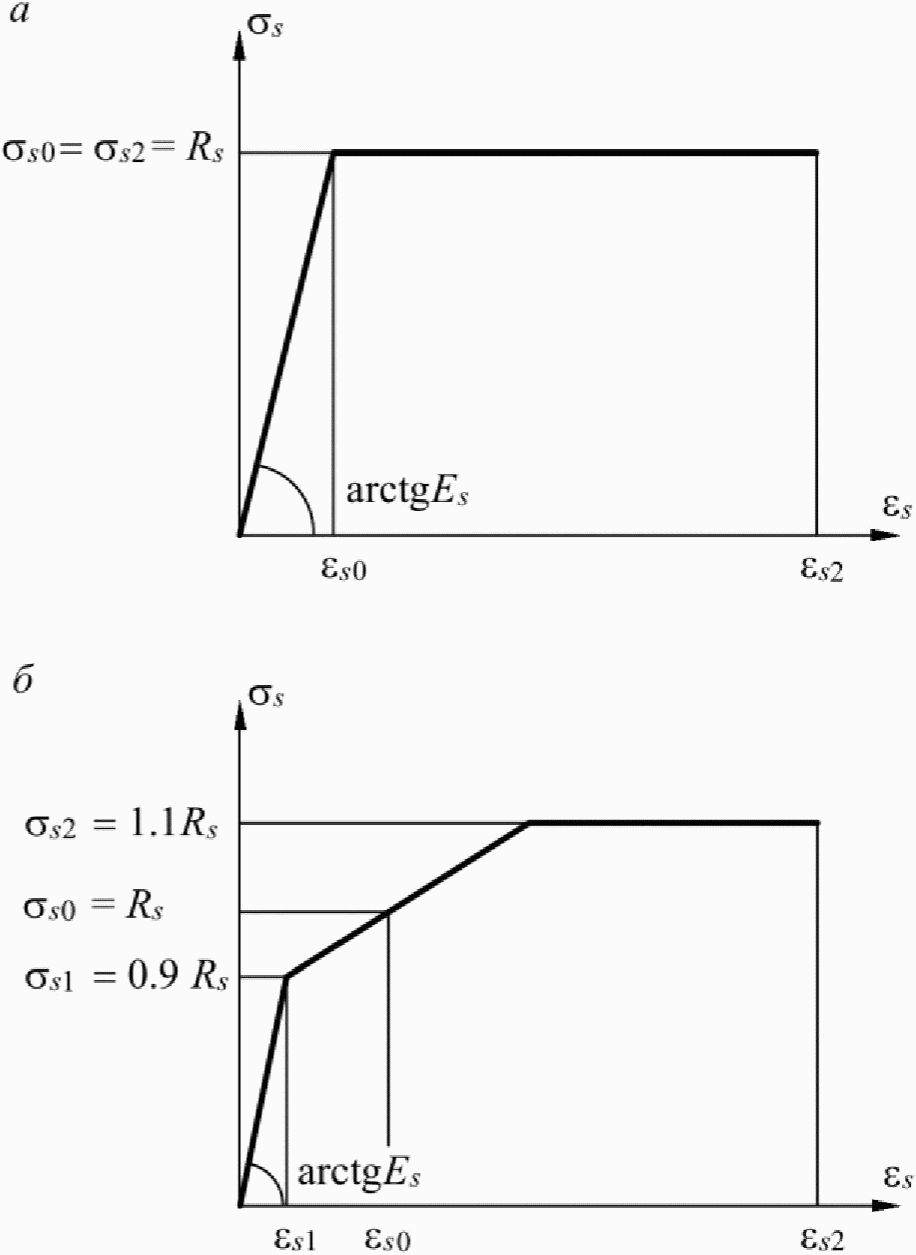 а
σs
σs0= σs2= Rs
arctgEs
εs
εs0
εs2
б
σs
σs2 = 1.1Rs
σs0 = Rs
σs1 = 0.9 Rs
arctgEs
εs
εs1 εs0 εs2